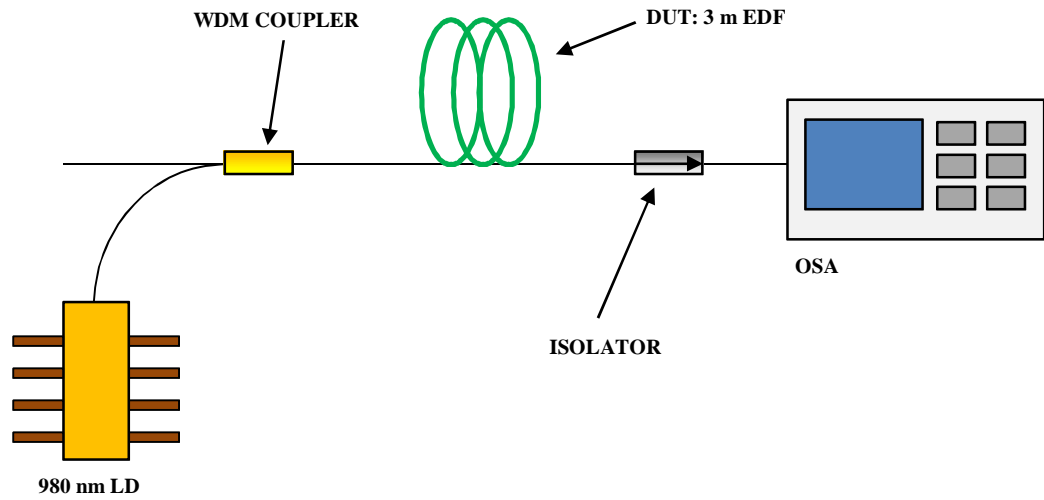 WDM COUPLER
DUT: 3 m EDF
OSA
ISOLATOR
980 nm LD